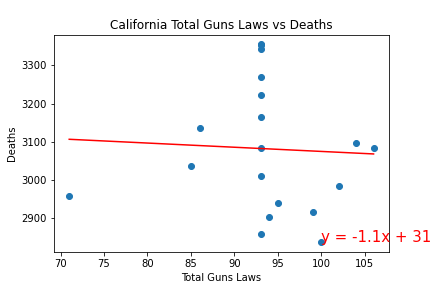 California Total Guns Laws vs Deaths
Deaths
3300
3200
3100
3000
2900
y = -1.1x + 31
70 75 80 85 90 95 100 105
Total Guns Laws